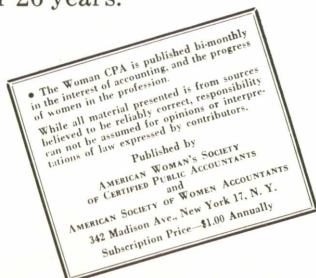 r 26 years.
• The Woman CPA is published bi-monthly
in the interest of accounting, and the progress
of women in the profession.
While all material presented is from sources
believed to be reliably correct, responsibility
can not be assumed for opinions or interpre-
tations of law expressed by contributors.
Published by
AMERICAN WOMAN'S SOCIETY
OF CERTIFIED PUBLIC ACCOUNTANTS
and
AMERICAN SOCIETY OF WOMEN ACCOUNTANTS
342 Madison Ave., New York 17, N. Y.
Subscription Price—$1.00 Annually